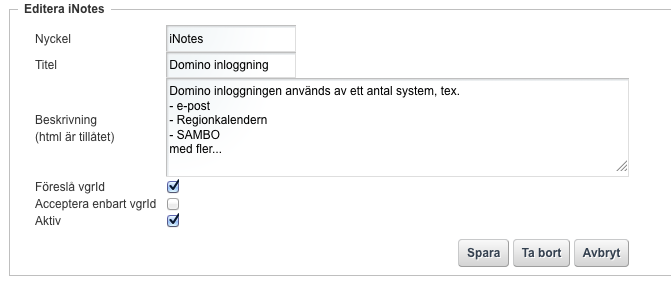 Editera iNotes
Nyckel iNotes
Titel Domino inloggning
Beskrivning
(html är tillåtet)
Domino inloggningen används av ett antal system, tex.
- e-post
- Regionkalendern
- SAMBO
med fler...
Föreslå vgrId
Acceptera enbart vgrId
Aktiv
Spara Ta bort Avbryt